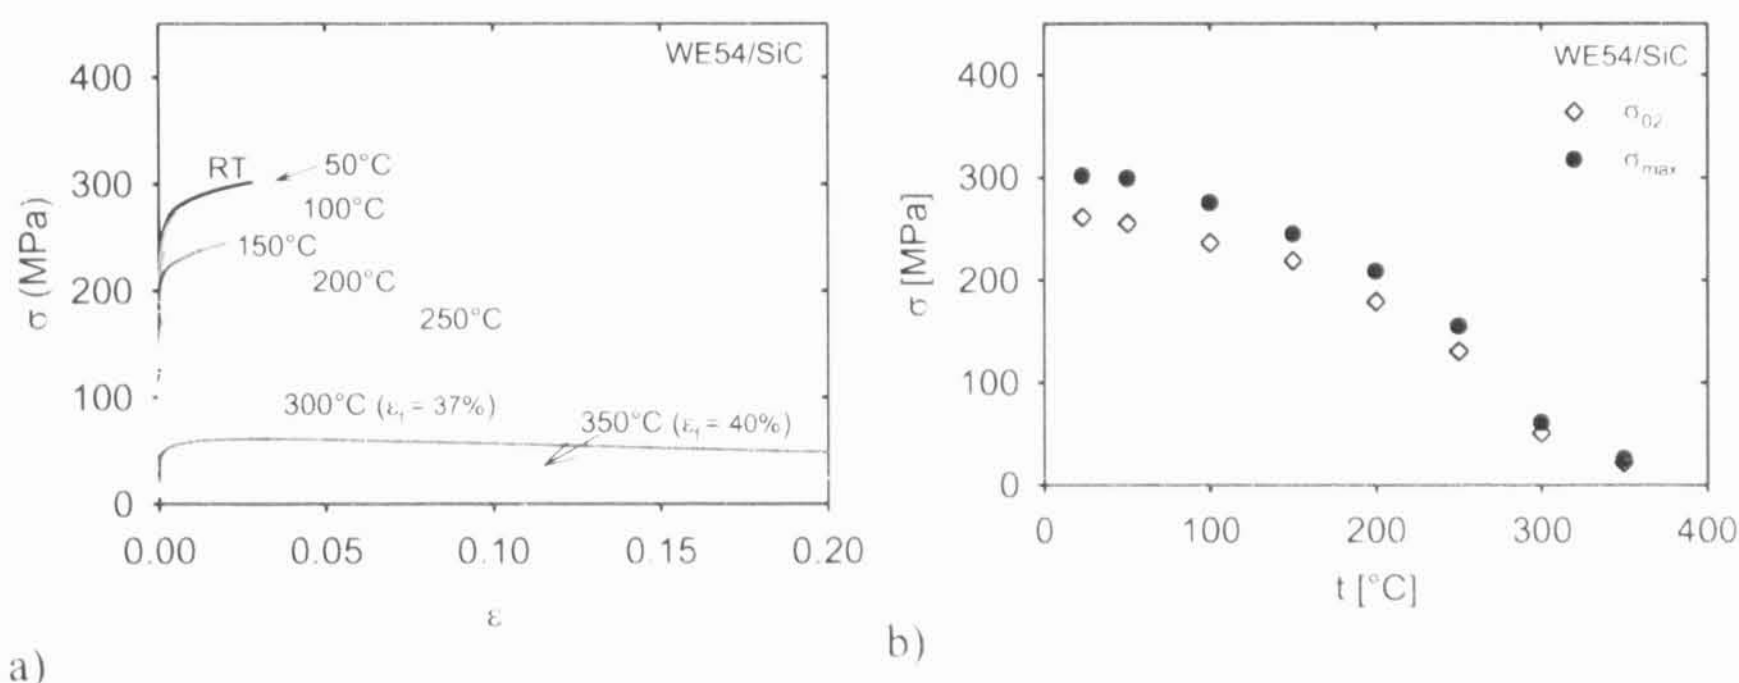 WE54/SiC
400
300
200
100
0
σ (MPa)
RT
50°C
100°C
150°C
200°C
250°C
300°C (ε_f = 37%)
350°C (ε_f = 40%)
0.00 0.05 0.10 0.15 0.20
ε
a)
WE54/SiC
σ_02
σ_max
400
300
200
100
0
σ [MPa]
0 100 200 300 400
t [°C]
b)